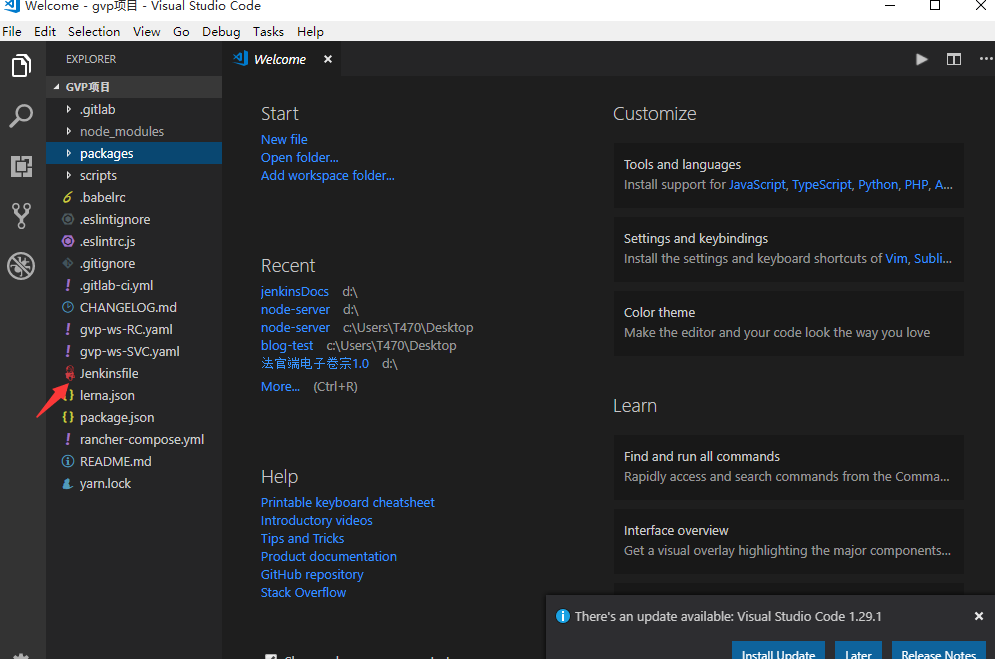 Welcome - gvp项目 - Visual Studio Code
File Edit Selection View Go Debug Tasks Help
EXPLORER
GVP项目
.gitlab
node_modules
packages
scripts
.babelrc
.eslintignore
.eslintrc.js
.gitignore
.gitlab-ci.yml
CHANGELOG.md
gvp-ws-RC.yaml
gvp-ws-SVC.yaml
Jenkinsfile
lerna.json
package.json
rancher-compose.yml
README.md
yarn.lock
Welcome
Start
New file
Open folder...
Add workspace folder...
Recent
jenkinsDocs d:\
node-server d:\
node-server c:\Users\T470\Desktop
blog-test c:\Users\T470\Desktop
法官端电子卷宗1.0 d:\
More... (Ctrl+R)
Help
Printable keyboard cheatsheet
Introductory videos
Tips and Tricks
Product documentation
GitHub repository
Stack Overflow
Customize
Tools and languages
Install support for JavaScript, TypeScript, Python, PHP, A...
Settings and keybindings
Install the settings and keyboard shortcuts of Vim, Subli...
Color theme
Make the editor and your code look the way you love
Learn
Find and run all commands
Rapidly access and search commands from the Comma...
Interface overview
Get a visual overlay highlighting the major components...
There's an update available: Visual Studio Code 1.29.1
Install Update Later Release Notes